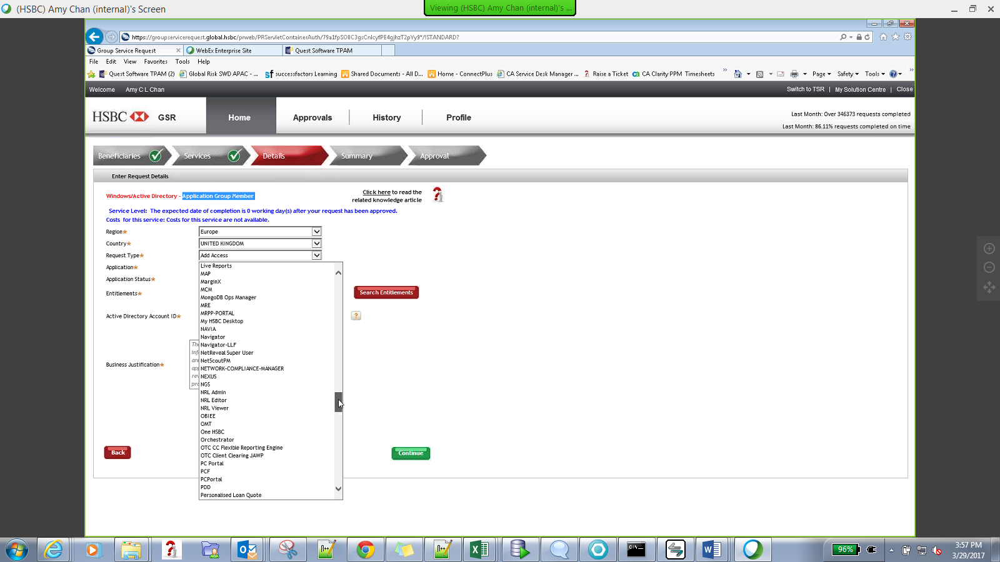 (HSBC) Amy Chan (internal)'s Screen
Viewing (HSBC) Amy Chan (internal)'s ...
https://groupservicerequest.global.hsbc/prweb/PRServletContainerAuth/79a1fpSO0C3gsCnlcyfPE4gjhzT2pYy9*/!STANDARD?
Group Service Request
WebEx Enterprise Site
Quest Software TPAM
File Edit View Favorites Tools Help
Quest Software TPAM (2) Global Risk SWD APAC - ... successfactors Learning Shared Documents - All D... Home - ConnectPlus CA Service Desk Manager ... Raise a Ticket CA Clarity PPM Timesheets Page Safety Tools
Welcome Amy C L Chan Switch to TSR | My Solution Centre | Close
HSBC GSR Home Approvals History Profile
Last Month: Over 346373 requests completed
Last Month: 86.11% requests completed on time
Beneficiaries Services Details Summary Approval
Enter Request Details
Windows/Active Directory - Application Group Member
Click here to read the
related knowledge article
Service Level: The expected date of completion is 0 working day(s) after your request has been approved.
Costs for this service: Costs for this service are not available.
Region* Europe
Country* UNITED KINGDOM
Request Type* Add Access
Application*
Application Status*
Entitlements*
Search Entitlements
Active Directory Account ID*
?
Business Justification*
Live Reports
MAP
MarginX
MCM
MongoDB Ops Manager
MRE
MRPP-PORTAL
My HSBC Desktop
NAVIA
Navigator
Navigator-LLF
NetReveal Super User
NetScoutPM
NETWORK-COMPLIANCE-MANAGER
NEXUS
NGS
NRL Admin
NRL Editor
NRL Viewer
OBIEE
OMT
One HSBC
Orchestrator
OTC CC Flexible Reporting Engine
OTC Client Clearing JAWP
PC Portal
PCF
PCPortal
PDD
Personalised Loan Quote
Back
Continue
96%
3:57 PM
3/29/2017